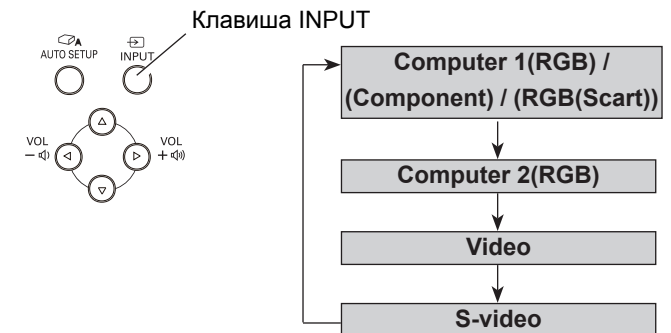 Клавиша INPUT
AUTO SETUP
INPUT
VOL
–
VOL
+
Computer 1(RGB) /
(Component) / (RGB(Scart))
Computer 2(RGB)
Video
S-video